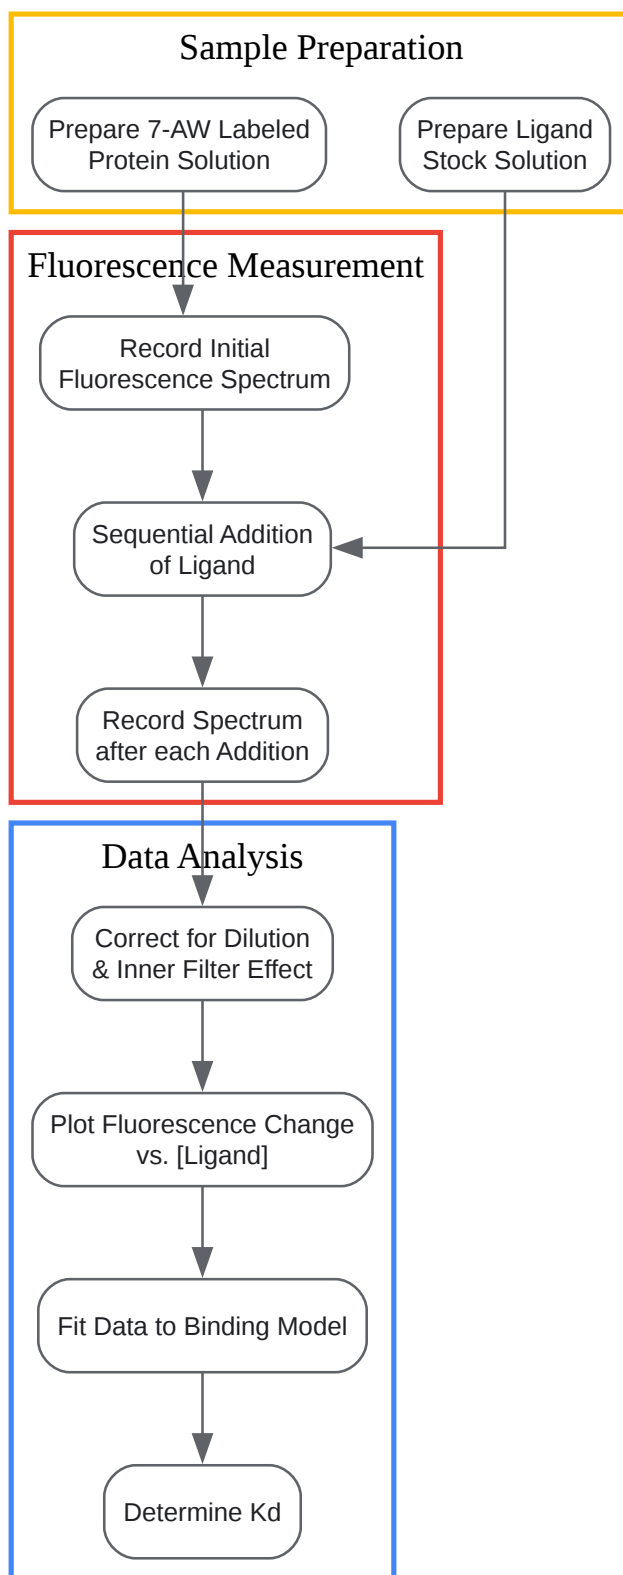 Sample Preparation
Prepare 7-AW Labeled
Protein Solution
Prepare Ligand
Stock Solution
Fluorescence Measurement
Record Initial
Fluorescence Spectrum
Sequential Addition
of Ligand
Record Spectrum
after each Addition
Data Analysis
Correct for Dilution
& Inner Filter Effect
Plot Fluorescence Change
vs. [Ligand]
Fit Data to Binding Model
Determine Kd